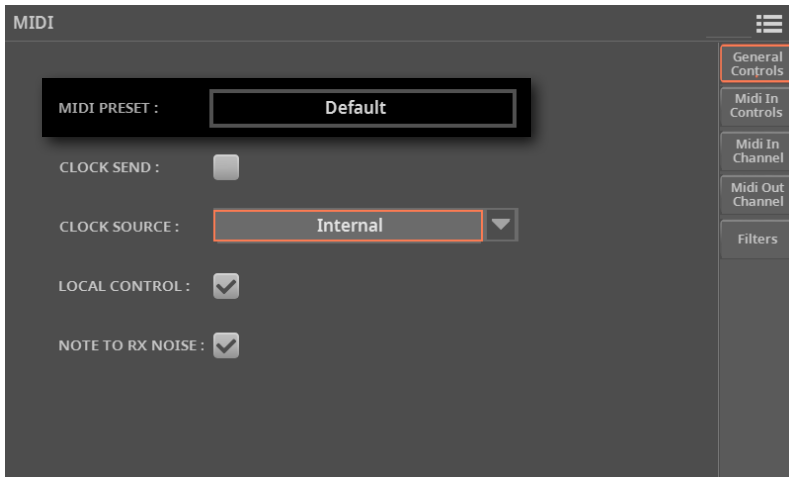 MIDI
MIDI PRESET :
Default
CLOCK SEND :
CLOCK SOURCE :
Internal
LOCAL CONTROL :
NOTE TO RX NOISE :
General
Controls
Midi In
Controls
Midi In
Channel
Midi Out
Channel
Filters